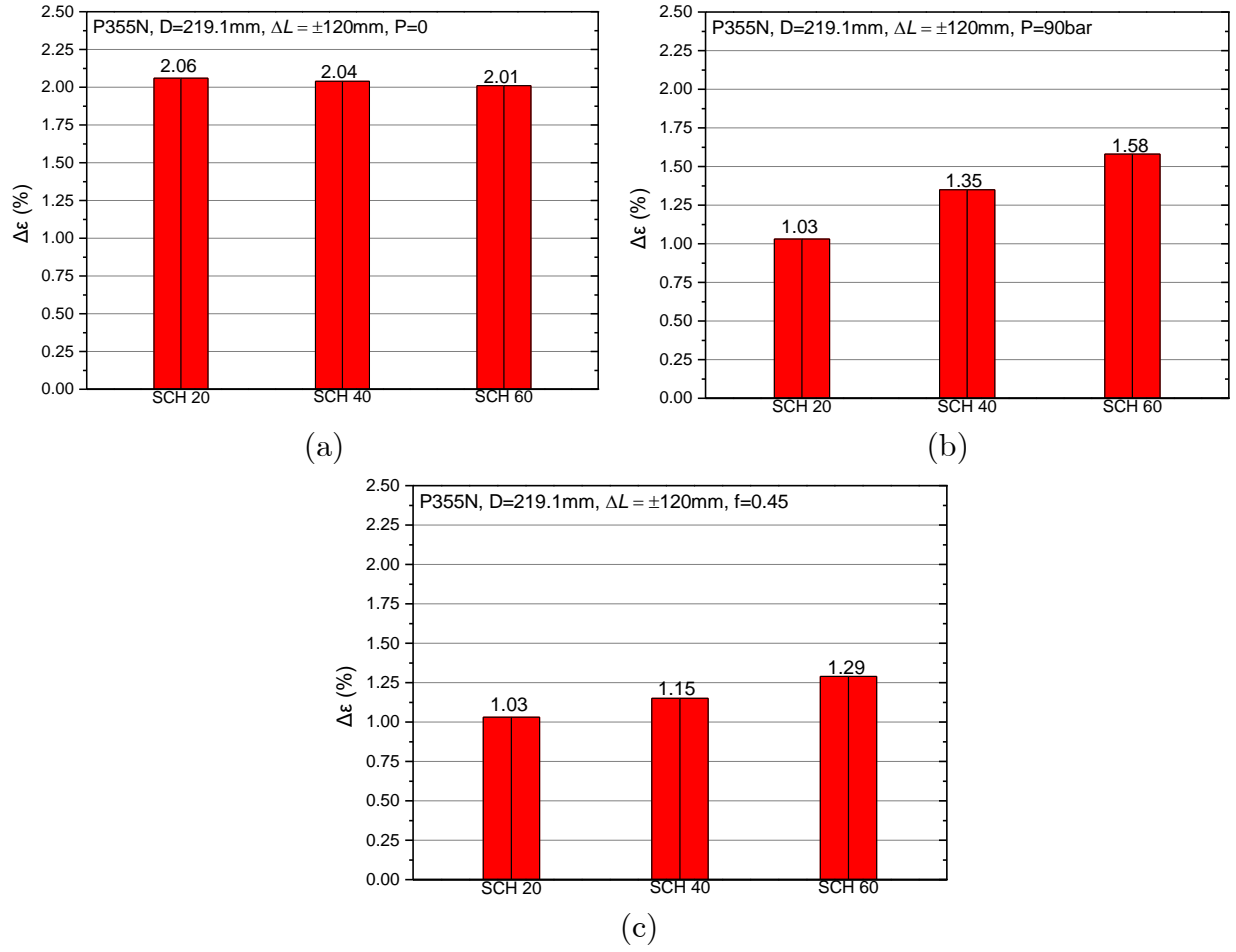 P355N, D=219.1mm, ΔL = ±120mm, P=0
2.50
2.25
2.00
1.75
1.50
1.25
1.00
0.75
0.50
0.25
0.00
Δε (%)
2.06
2.04
2.01
SCH 20
SCH 40
SCH 60
(a)
P355N, D=219.1mm, ΔL = ±120mm, P=90bar
2.50
2.25
2.00
1.75
1.50
1.25
1.00
0.75
0.50
0.25
0.00
Δε (%)
1.03
1.35
1.58
SCH 20
SCH 40
SCH 60
(b)
P355N, D=219.1mm, ΔL = ±120mm, f=0.45
2.50
2.25
2.00
1.75
1.50
1.25
1.00
0.75
0.50
0.25
0.00
Δε (%)
1.03
1.15
1.29
SCH 20
SCH 40
SCH 60
(c)